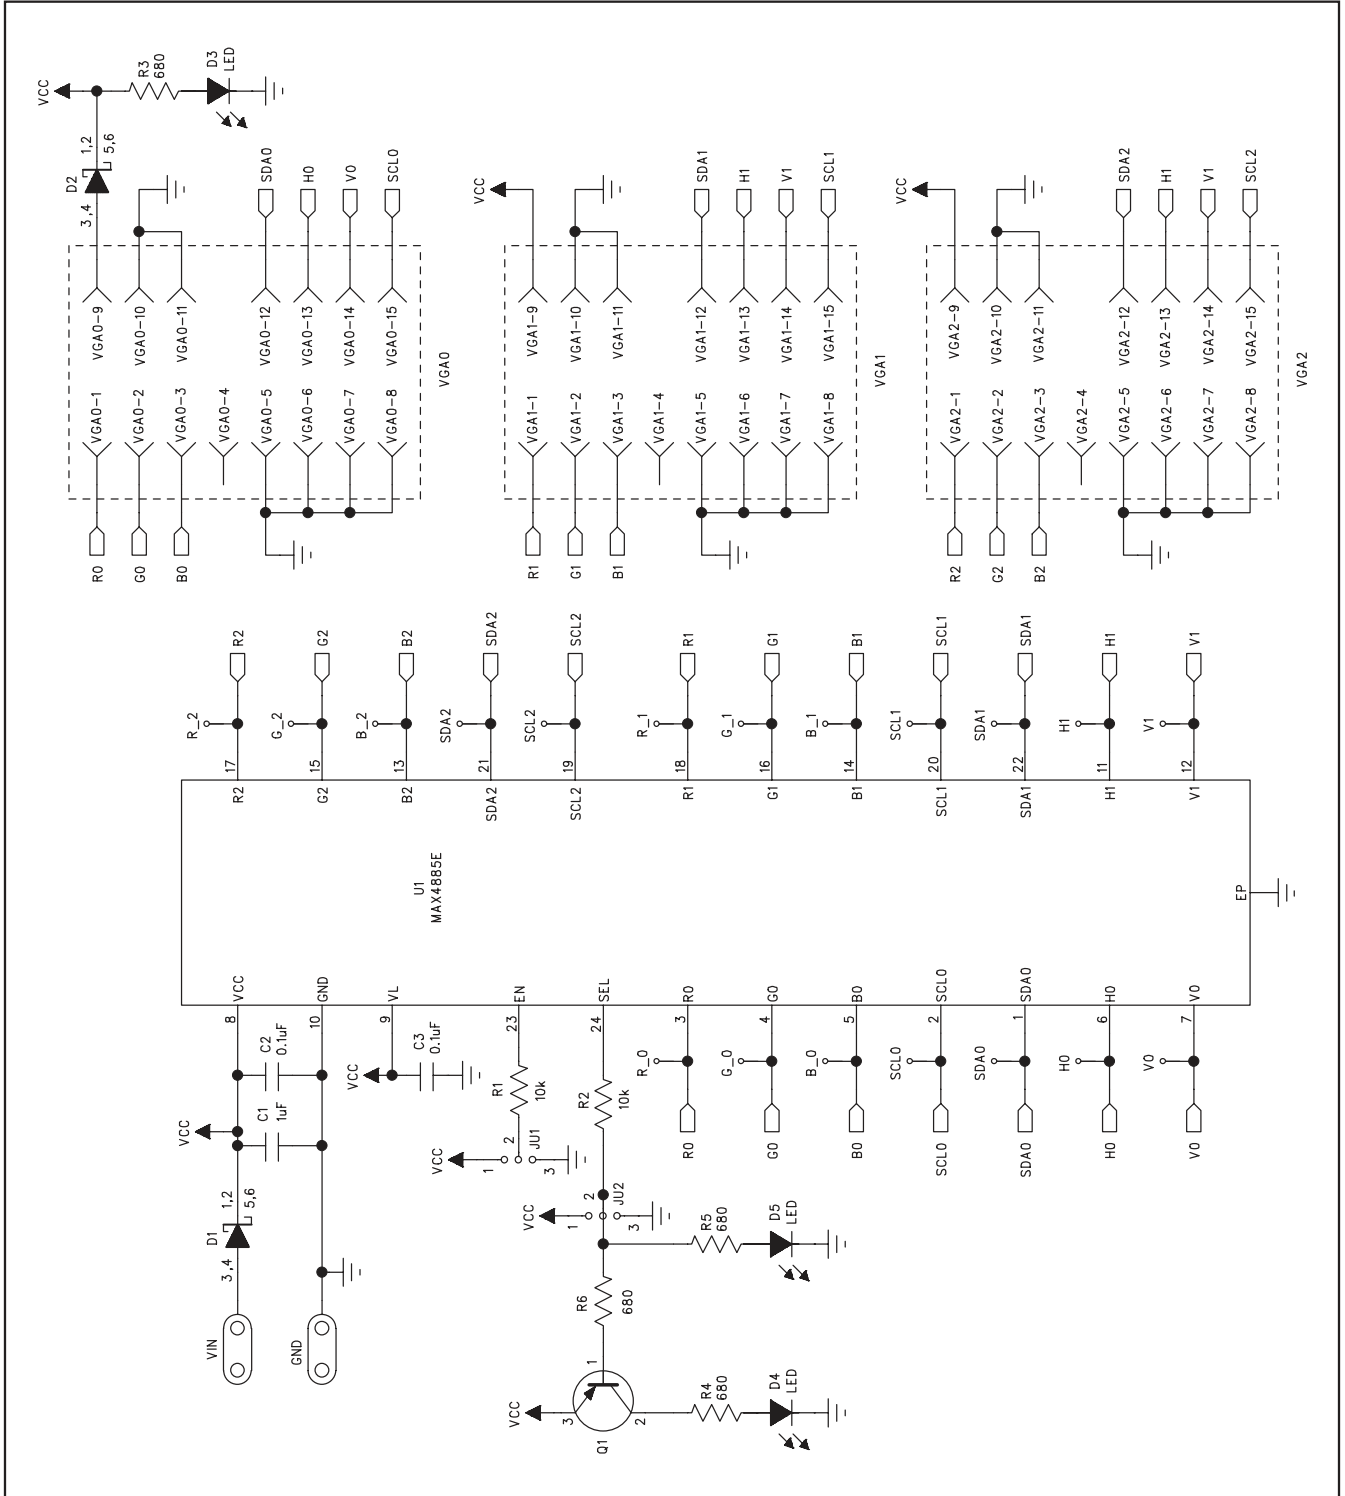 VCC
R3
680
D3
LED
D2
1,2
5,6
3,4
SDA0
H0
V0
SCL0
VGA0-9
VGA0-10
VGA0-11
VGA0-12
VGA0-13
VGA0-14
VGA0-15
VGA0-1
VGA0-2
VGA0-3
VGA0-4
VGA0-5
VGA0-6
VGA0-7
VGA0-8
VGA0
R0
G0
B0
VCC
SDA1
H1
V1
SCL1
VGA1-9
VGA1-10
VGA1-11
VGA1-12
VGA1-13
VGA1-14
VGA1-15
VGA1-1
VGA1-2
VGA1-3
VGA1-4
VGA1-5
VGA1-6
VGA1-7
VGA1-8
VGA1
R1
G1
B1
VCC
SDA2
H1
V1
SCL2
VGA2-9
VGA2-10
VGA2-11
VGA2-12
VGA2-13
VGA2-14
VGA2-15
VGA2-1
VGA2-2
VGA2-3
VGA2-4
VGA2-5
VGA2-6
VGA2-7
VGA2-8
VGA2
R2
G2
B2
R2
G2
B2
SDA2
SCL2
R1
G1
B1
SCL1
SDA1
H1
V1
R_2
G_2
B_2
SDA2
SCL2
R_1
G_1
B_1
SCL1
SDA1
H1
V1
17
15
13
21
19
18
16
14
20
22
11
12
R2
G2
B2
SDA2
SCL2
R1
G1
B1
SCL1
SDA1
H1
V1
U1
MAX4885E
EP
VCC
GND
VL
EN
SEL
R0
G0
B0
SCL0
SDA0
H0
V0
8
10
9
23
24
3
4
5
2
1
6
7
C2
0.1uF
C3
0.1uF
VCC
R1
10k
R2
10k
R_0
G_0
B_0
SCL0
SDA0
H0
V0
VCC
C1
1uF
VCC
1
2
3
JU1
R0
G0
B0
SCL0
SDA0
H0
V0
D1
1,2
5,6
3,4
VCC
1
2
3
JU2
R5
680
D5
LED
R6
680
VIN
GND
VCC
Q1
1
3
2
R4
680
D4
LED